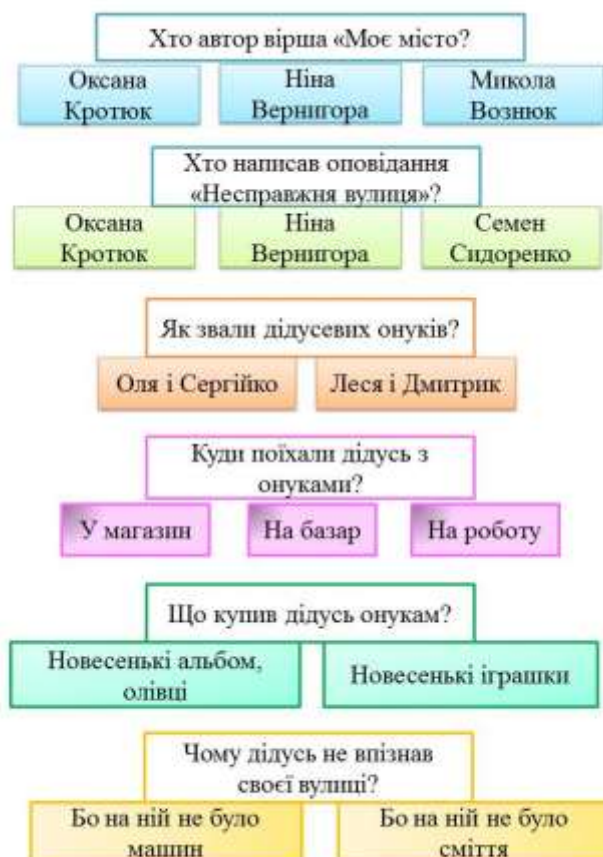 Хто автор вірша «Моє місто?
Оксана Кротюк
Ніна Вернигора
Микола Вознюк
Хто написав оповідання
«Несправжня вулиця»?
Оксана Кротюк
Ніна Вернигора
Семен Сидоренко
Як звали дідусевих онуків?
Оля і Сергійко
Леся і Дмитрик
Куди поїхали дідусь з
онуками?
У магазин
На базар
На роботу
Що купив дідусь онукам?
Новесенькі альбом,
олівці
Новесенькі іграшки
Чому дідусь не впізнав
своєї вулиці?
Бо на ній не було
машин
Бо на ній не було
сміття